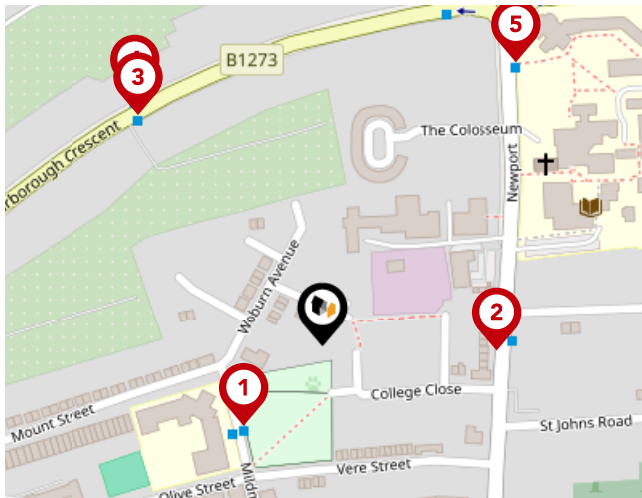 5
B1273
3
arborough Crescent
The Colosseum
Newport
Woburn Avenue
2
1
College Close
Mount Street
St Johns Road
Vere Street
Olive Street
Mildn